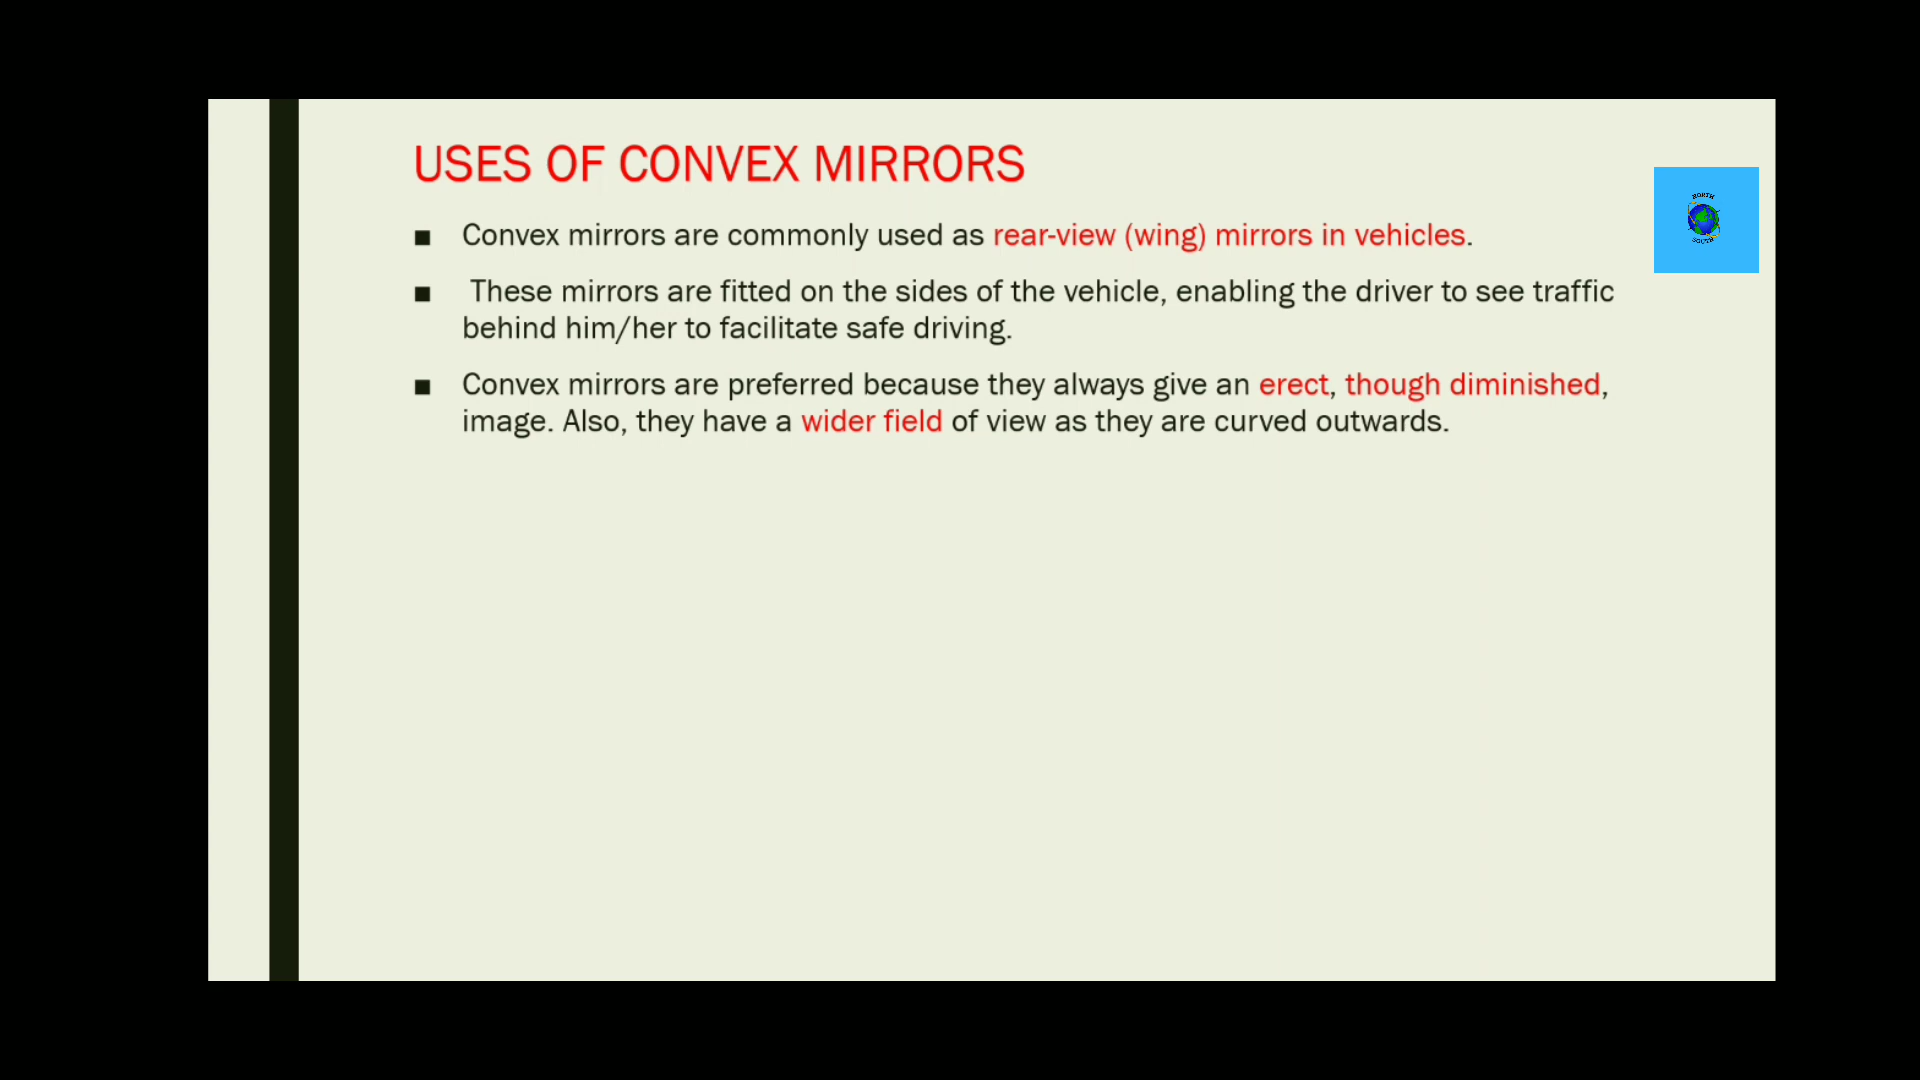 USES OF CONVEX MIRRORS
■ Convex mirrors are commonly used as rear-view (wing) mirrors in vehicles.
■ These mirrors are fitted on the sides of the vehicle, enabling the driver to see traffic
behind him/her to facilitate safe driving.
■ Convex mirrors are preferred because they always give an erect, though diminished,
image. Also, they have a wider field of view as they are curved outwards.
NORTH
SOUTH